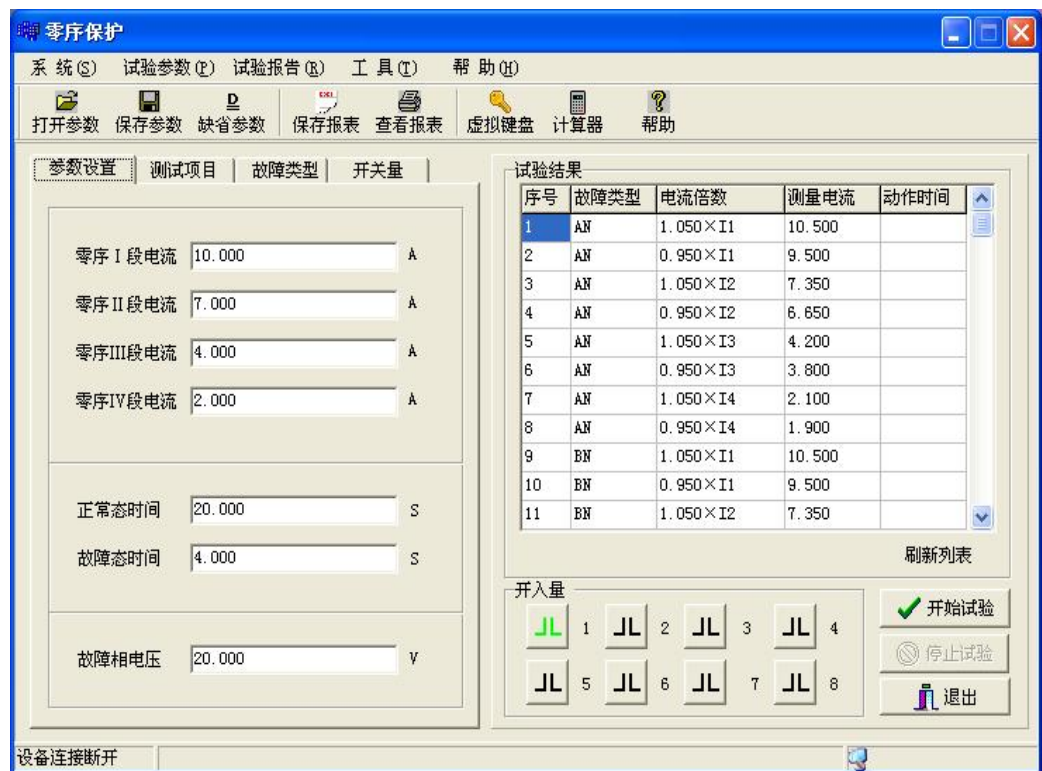 零序保护
系 统(S) 试验参数(P) 试验报告(R) 工 具(T) 帮 助(H)
打开参数 保存参数 缺省参数 保存报表 查看报表 虚拟键盘 计算器 帮助
参数设置 测试项目 故障类型 开关量
零序 I 段电流 10.000 A
零序 II 段电流 7.000 A
零序III段电流 4.000 A
零序IV段电流 2.000 A
正常态时间 20.000 S
故障态时间 4.000 S
故障相电压 20.000 V
试验结果
序号 故障类型 电流倍数 测量电流 动作时间
1 AN 1.050×I1 10.500
2 AN 0.950×I1 9.500
3 AN 1.050×I2 7.350
4 AN 0.950×I2 6.650
5 AN 1.050×I3 4.200
6 AN 0.950×I3 3.800
7 AN 1.050×I4 2.100
8 AN 0.950×I4 1.900
9 BN 1.050×I1 10.500
10 BN 0.950×I1 9.500
11 BN 1.050×I2 7.350
刷新列表
开入量
1 2 3 4
5 6 7 8
开始试验
停止试验
退出
设备连接断开